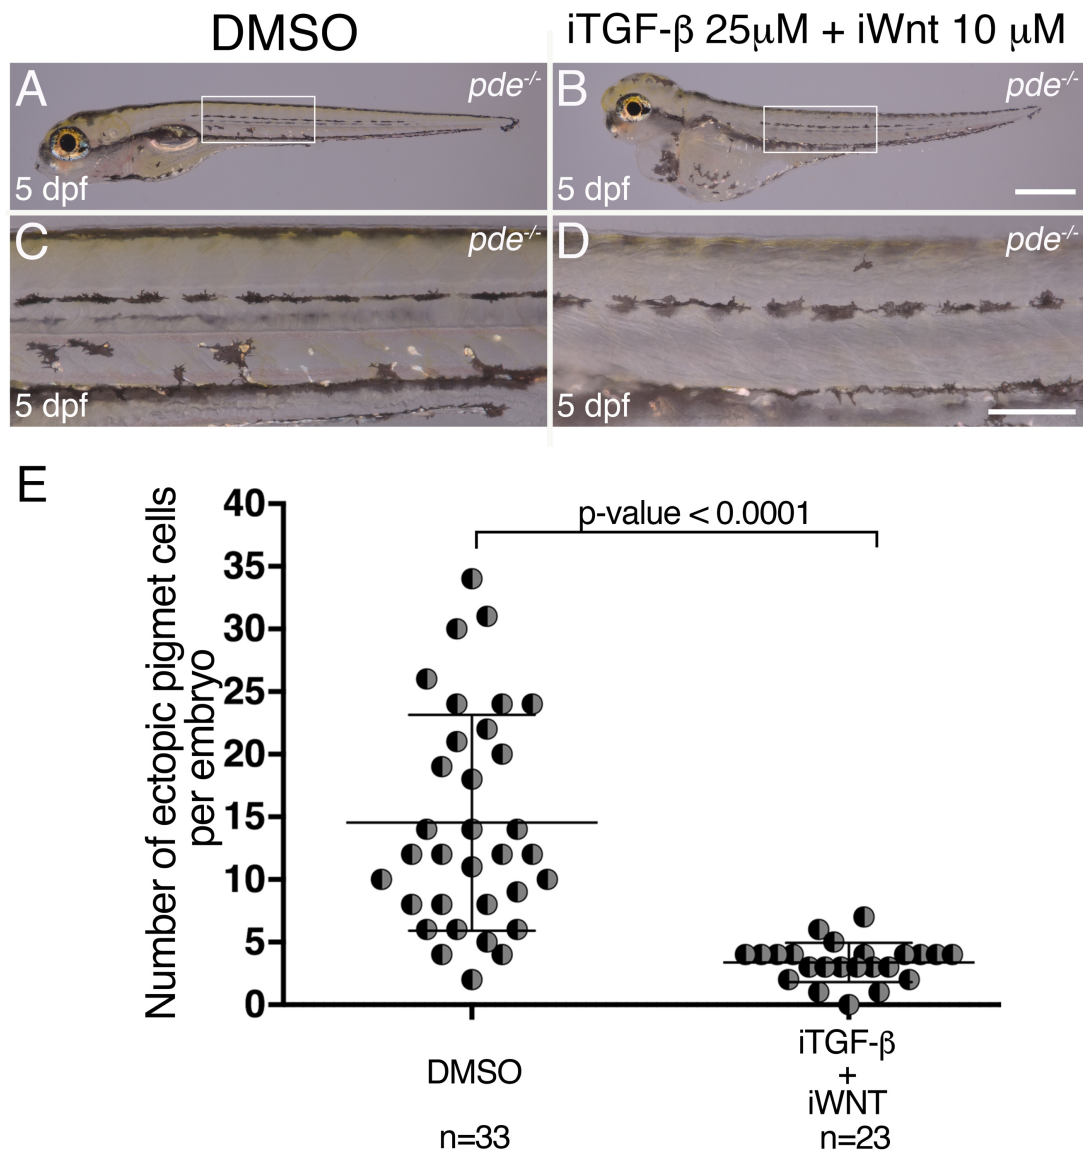 DMSO
iTGF-β 25μM + iWnt 10 μM
A
pde-/-
5 dpf
B
pde-/-
5 dpf
C
pde-/-
5 dpf
D
pde-/-
5 dpf
E
Number of ectopic pigmet cells
per embryo
40
35
30
25
20
15
10
5
0
p-value < 0.0001
DMSO
n=33
iTGF-β
+
iWNT
n=23